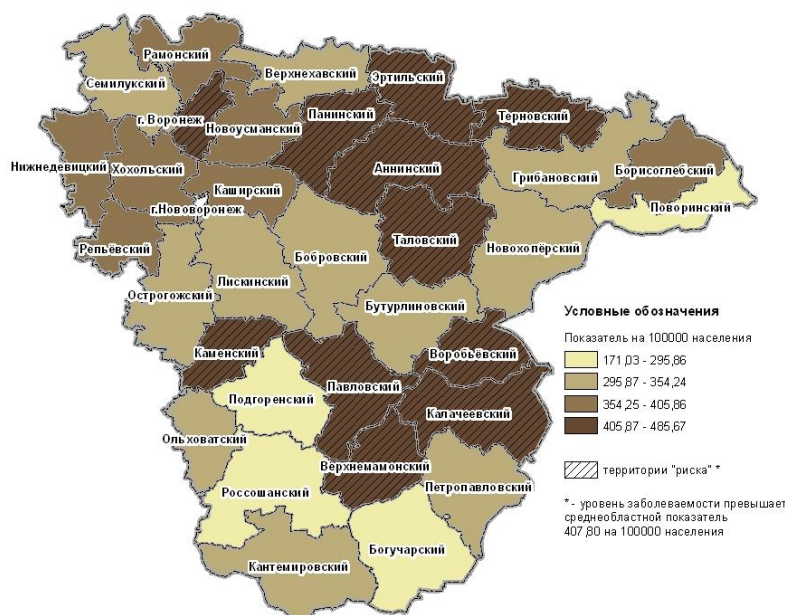 Рамонский
Верхнехавский
Эртильский
Семилукский
Панинский
Терновский
г. Воронеж
Новоусманский
Нижнедевицкий
Хохольский
Аннинский
Грибановский
Борисоглебский
Каширский
Поворинский
г.Нововоронеж
Репьёвский
Таловский
Бобровский
Новохопёрский
Лискинский
Острогожский
Бутурлиновский
Условные обозначения
Показатель на 100000 населения
171,03 - 295,86
295,87 - 354,24
354,25 - 405,86
405,87 - 485,67
территории "риска" *
* - уровень заболеваемости превышает
среднеобластной показатель
407,80 на 100000 населения
Каменский
Воробьёвский
Павловский
Подгоренский
Калачеевский
Ольховатский
Верхнемамонский
Петропавловский
Россошанский
Богучарский
Кантемировский